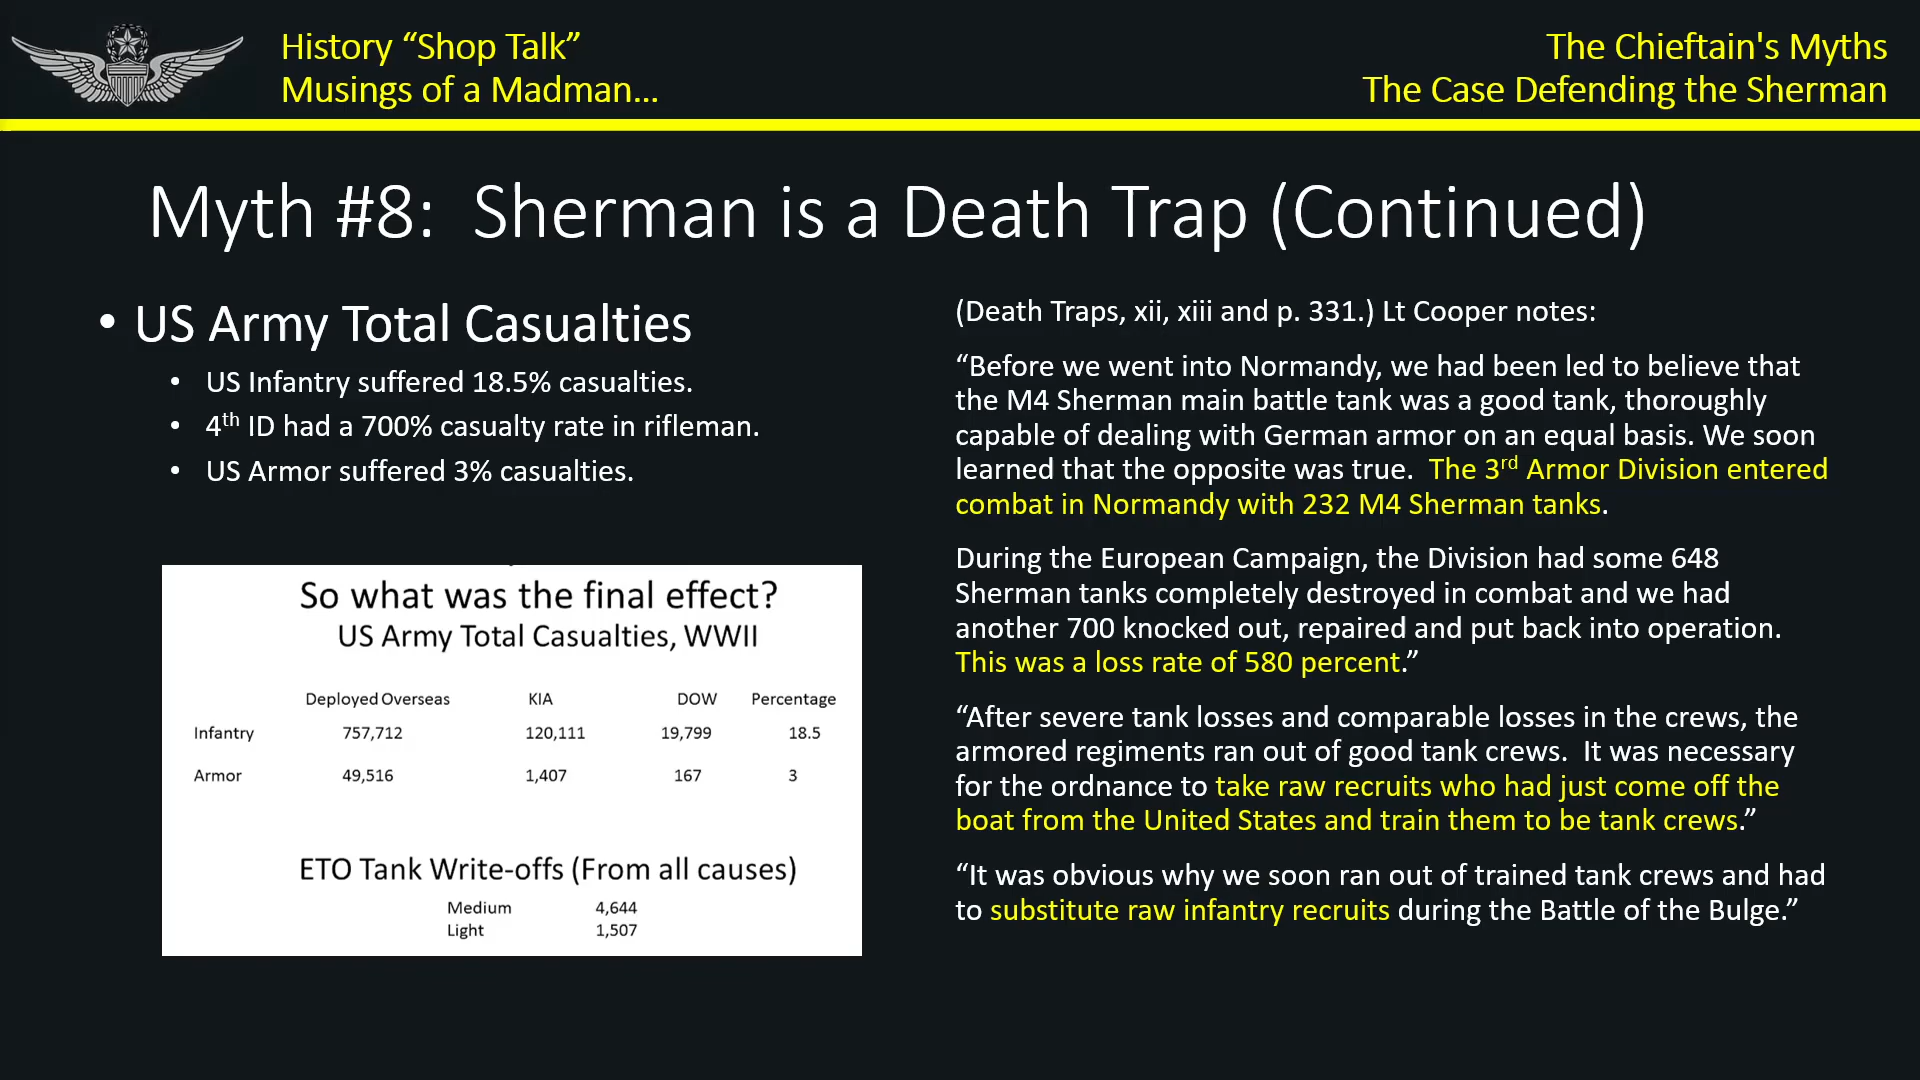 History “Shop Talk”
Musings of a Madman...
The Chieftain's Myths
The Case Defending the Sherman
Myth #8: Sherman is a Death Trap (Continued)
• US Army Total Casualties
• US Infantry suffered 18.5% casualties.
• 4th ID had a 700% casualty rate in rifleman.
• US Armor suffered 3% casualties.
So what was the final effect?
US Army Total Casualties, WWII
Deployed Overseas KIA DOW Percentage
Infantry 757,712 120,111 19,799 18.5
Armor 49,516 1,407 167 3
ETO Tank Write-offs (From all causes)
Medium 4,644
Light 1,507
(Death Traps, xii, xiii and p. 331.) Lt Cooper notes:
“Before we went into Normandy, we had been led to believe that
the M4 Sherman main battle tank was a good tank, thoroughly
capable of dealing with German armor on an equal basis. We soon
learned that the opposite was true. The 3rd Armor Division entered
combat in Normandy with 232 M4 Sherman tanks.
During the European Campaign, the Division had some 648
Sherman tanks completely destroyed in combat and we had
another 700 knocked out, repaired and put back into operation.
This was a loss rate of 580 percent.”
“After severe tank losses and comparable losses in the crews, the
armored regiments ran out of good tank crews. It was necessary
for the ordnance to take raw recruits who had just come off the
boat from the United States and train them to be tank crews.”
“It was obvious why we soon ran out of trained tank crews and had
to substitute raw infantry recruits during the Battle of the Bulge.”